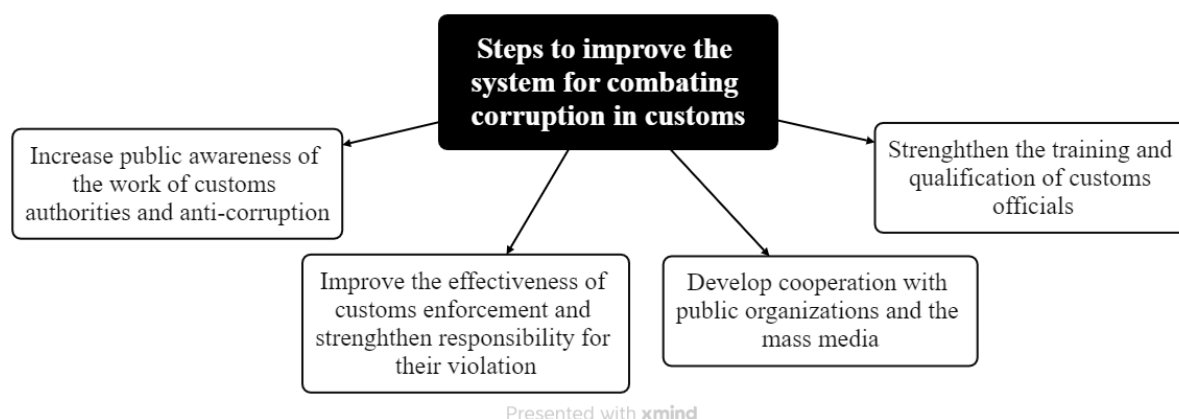 Steps to improve the
system for combating
corruption in customs
Increase public awareness of
the work of customs
authorities and anti-corruption
Improve the effectiveness of
customs enforcement and
strenghthen responsibility for
their violation
Develop cooperation with
public organizations and the
mass media
Strenghthen the training and
qualification of customs
officials
Presented with xmind